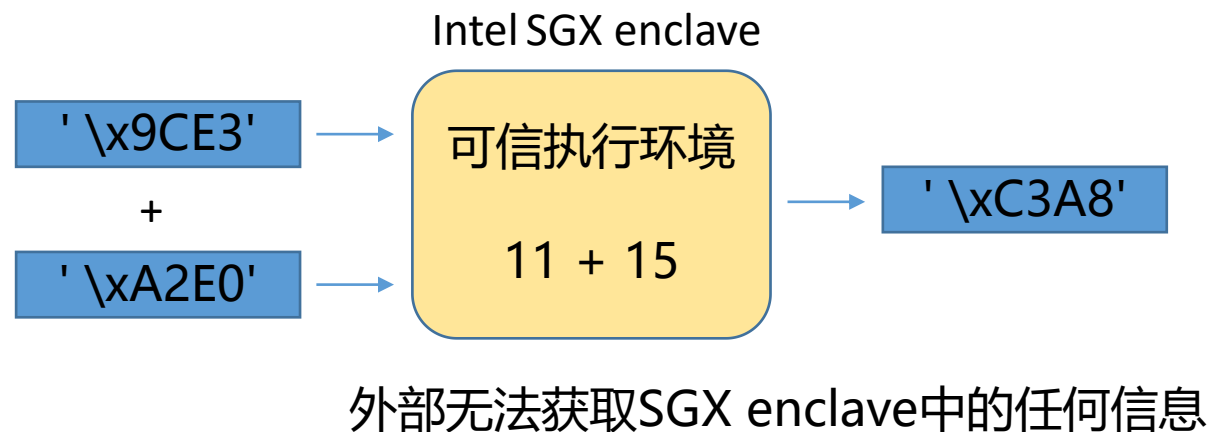 Intel SGX enclave
' \x9CE3'
+
' \xA2E0'
可信执行环境
11 + 15
' \xC3A8'
外部无法获取SGX enclave中的任何信息